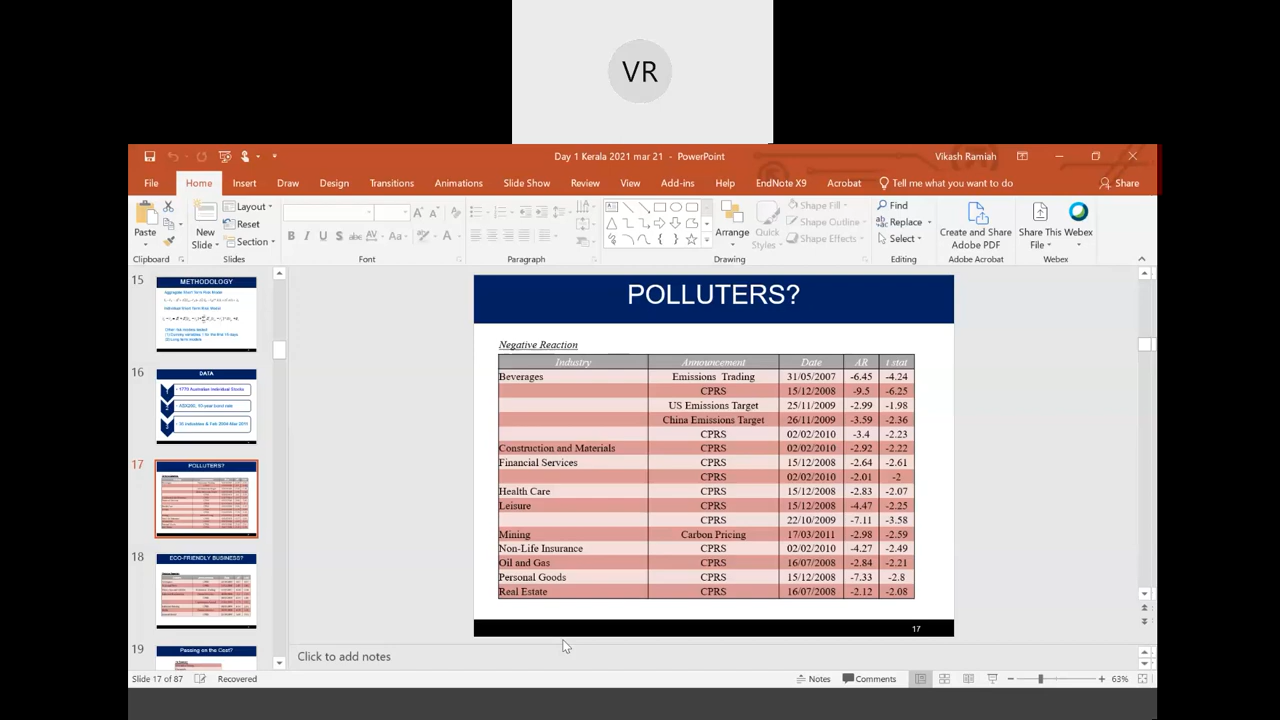 VR
Day 1 Kerala 2021 mar 21 - PowerPoint
Vikash Ramiah
File Home Insert Draw Design Transitions Animations Slide Show Review View Add-ins Help EndNote X9 Acrobat Tell me what you want to do Share
Paste
New Slide
Layout
Reset
Section
B I U S abc AV Aa A
Arrange
Quick Styles
Shape Fill
Shape Outline
Shape Effects
Find
Replace
Select
Create and Share Adobe PDF
Share This File
Webex
Clipboard Slides Font Paragraph Drawing Editing Adobe Acrobat Webex
15
METHODOLOGY
16
DATA
17
POLLUTERS?
18
ECO-FRIENDLY BUSINESS?
19
Passing on the Cost?
POLLUTERS?
Negative Reaction
Industry Announcement Date AR t stat
Beverages Emissions Trading 31/05/2007 -6.45 -4.24
CPRS 15/12/2008 -9.5 -6.25
US Emissions Target 25/11/2009 -2.99 -1.98
China Emissions Target 26/11/2009 -3.59 -2.36
CPRS 02/02/2010 -3.4 -2.23
Construction and Materials CPRS 02/02/2010 -2.92 -2.22
Financial Services CPRS 15/12/2008 -2.64 -2.61
CPRS 02/02/2010 -2.01 -2
Health Care CPRS 15/12/2008 -2.83 -2.07
Leisure CPRS 15/12/2008 -4.47 -2.25
CPRS 22/10/2009 -7.11 -3.58
Mining Carbon Pricing 17/03/2011 -2.98 -2.59
Non-Life Insurance CPRS 02/02/2010 -4.27 -2.49
Oil and Gas CPRS 16/07/2008 -2.84 -2.21
Personal Goods CPRS 15/12/2008 -7.33 -2.8
Real Estate CPRS 16/07/2008 -2.12 -2.08
17
Click to add notes
Slide 17 of 87 Recovered Notes Comments 63%